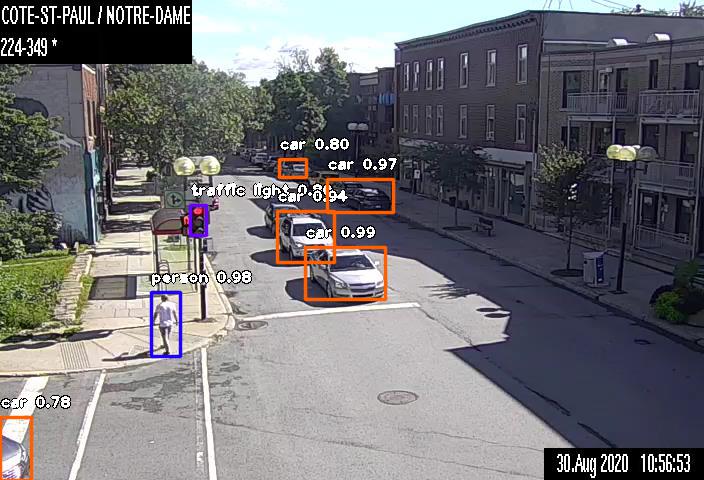 COTE-ST-PAUL / NOTRE-DAME
224-349 *
car 0.80
car 0.97
traffic light 0.8
car 0.94
car 0.99
person 0.98
car 0.78
30.Aug 2020 10:56:53